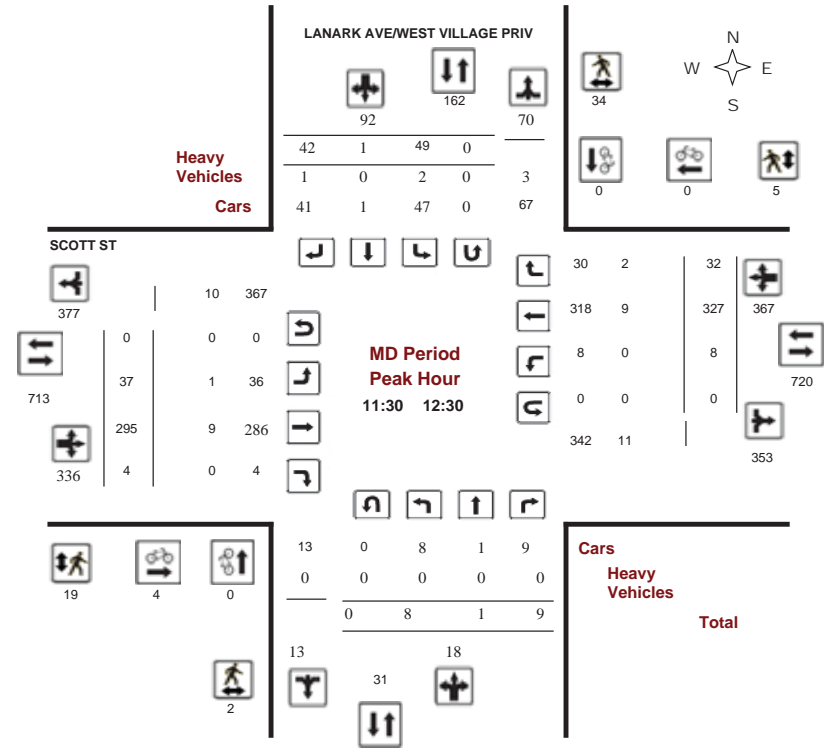 LANARK AVE/WEST VILLAGE PRIV
N
W E
S
162
34
92 70
42 1 49 0
Heavy
Vehicles
1 0 2 0 3
Cars 41 1 47 0 67
0 0 5
SCOTT ST
377
10 367
0 0 0
37 1 36
713
295 9 286
336
4 0 4
MD Period
Peak Hour
11:30 12:30
30 2 32
318 9 327 367
8 0 8
720
0 0 0
342 11
353
13 0 8 1 9
0 0 0 0 0
0 8 1 9
Cars
Heavy
Vehicles
Total
19 4 0
13 18
31
2